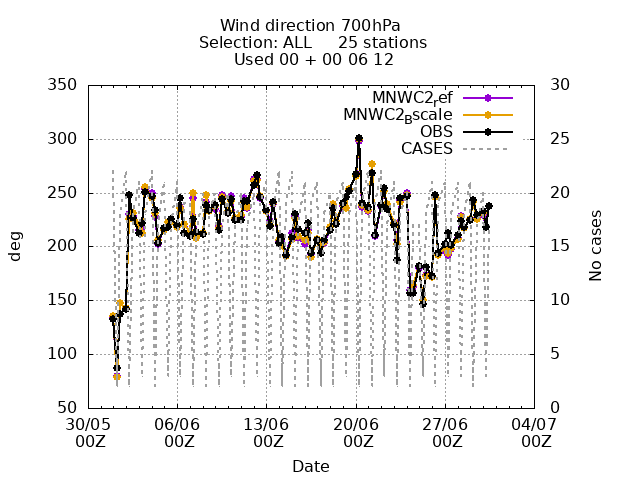 Wind direction 700hPa
Selection: ALL 25 stations
Used 00 + 00 06 12
350 30
MNWC2ref
MNWC2Bscale
OBS
CASES
300 25
250 20
200 15
150 10
100 5
50 0
deg
No cases
30/05 06/06 13/06 20/06 27/06 04/07
00Z 00Z 00Z 00Z 00Z 00Z
Date